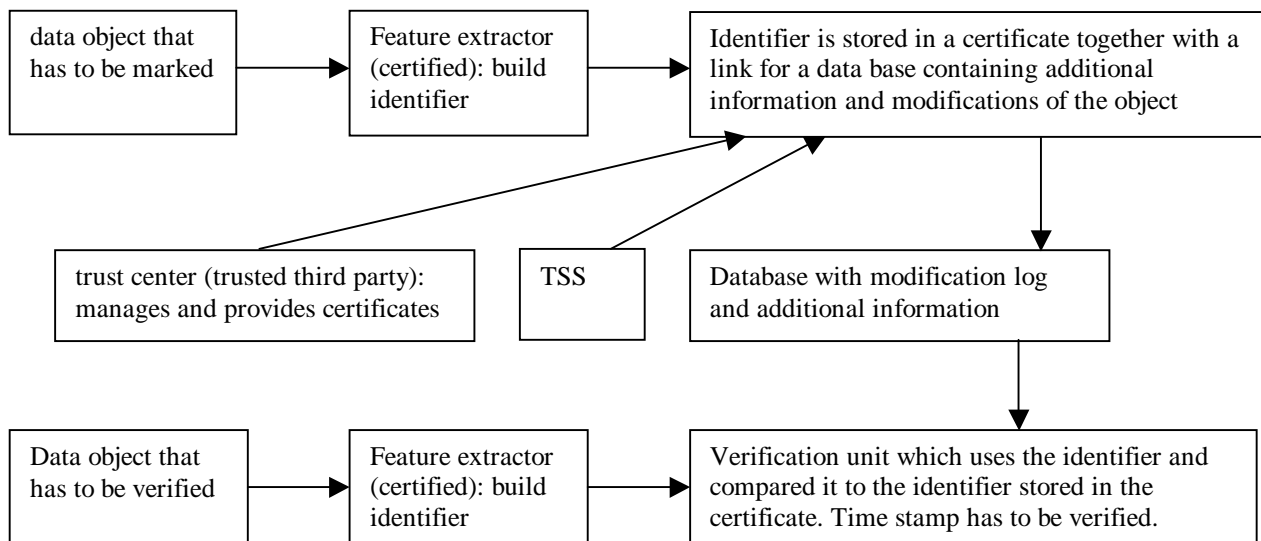 data object that
has to be marked
Feature extractor
(certified): build
identifier
Identifier is stored in a certificate together with a
link for a data base containing additional
information and modifications of the object
trust center (trusted third party):
manages and provides certificates
TSS
Database with modification log
and additional information
Data object that
has to be verified
Feature extractor
(certified): build
identifier
Verification unit which uses the identifier and
compared it to the identifier stored in the
certificate. Time stamp has to be verified.